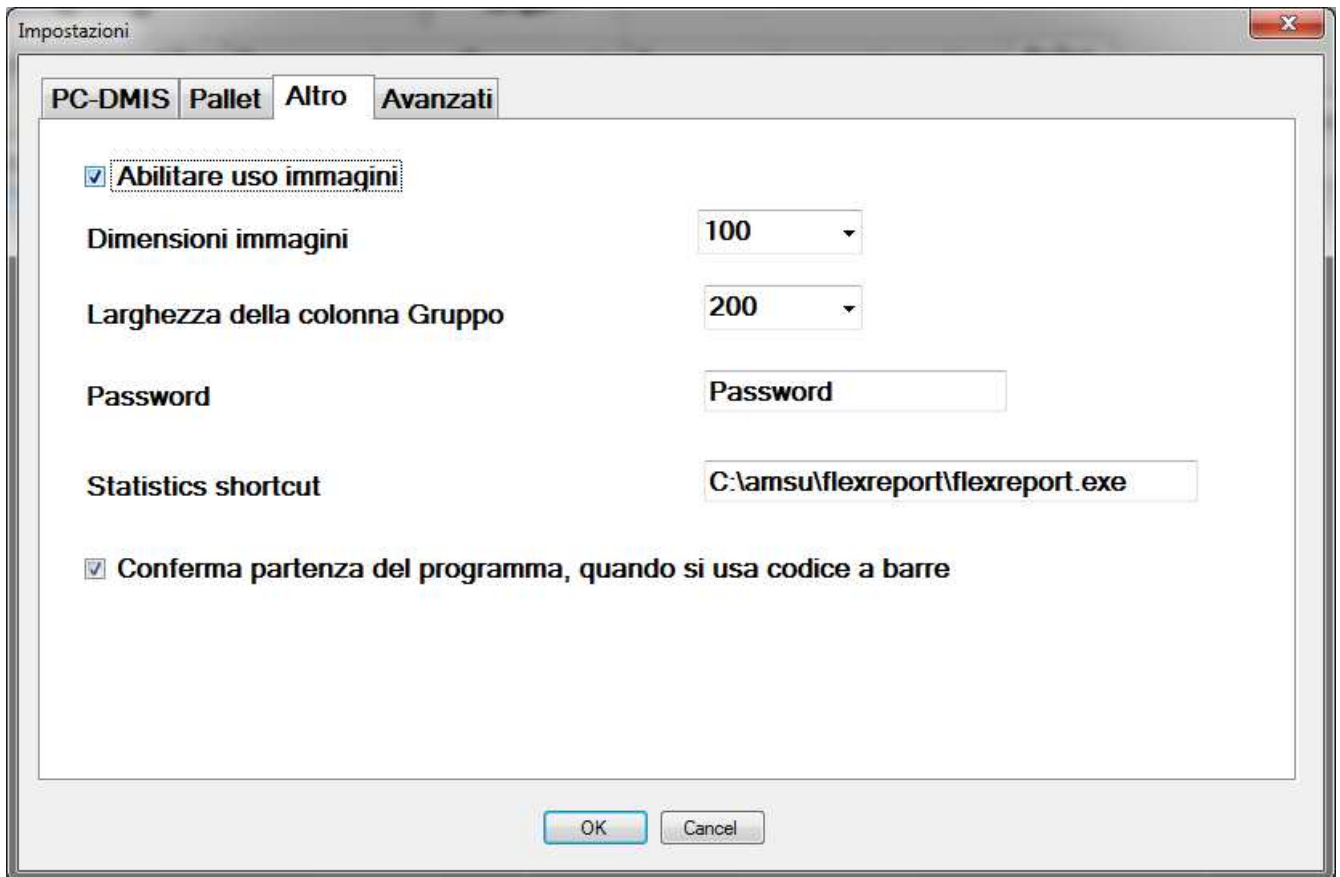 Impostazioni
PC-DMIS Pallet Altro Avanzati
Abilitare uso immagini
Dimensioni immagini 100
Larghezza della colonna Gruppo 200
Password Password
Statistics shortcut C:\amsu\flexreport\flexreport.exe
Conferma partenza del programma, quando si usa codice a barre
OK Cancel